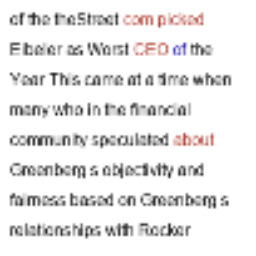 of the theStreet com picked
Elbeler as Worst CEO of the
Year This came at a time when
many who in the financial
community speculated about
Greenberg s objectivity and
fairness based on Greenberg s
relationships with Rocker